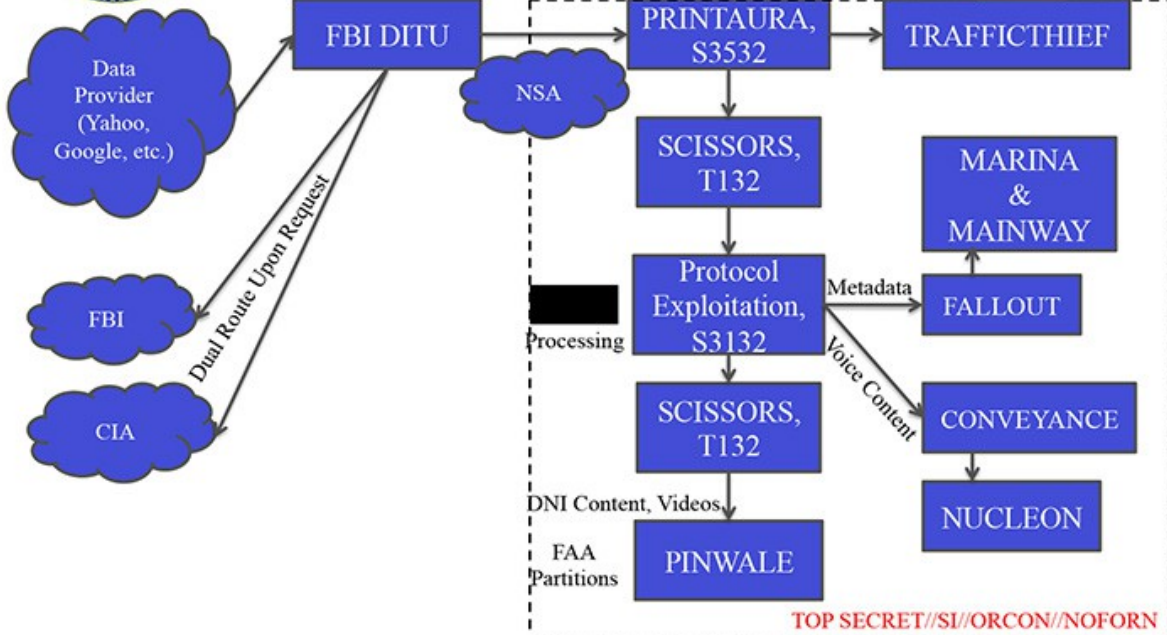 Data
Provider
(Yahoo,
Google, etc.)
FBI DITU
NSA
PRINTAURA,
S3532
TRAFFICTHIEF
SCISSORS,
T132
MARINA
&
MAINWAY
Dual Route Upon Request
FBI
CIA
Processing
Protocol
Exploitation,
S3132
Metadata
FALLOUT
Voice Content
SCISSORS,
T132
CONVEYANCE
NUCLEON
DNI Content, Videos
FAA
Partitions
PINWALE
TOP SECRET//SI//ORCON//NOFORN